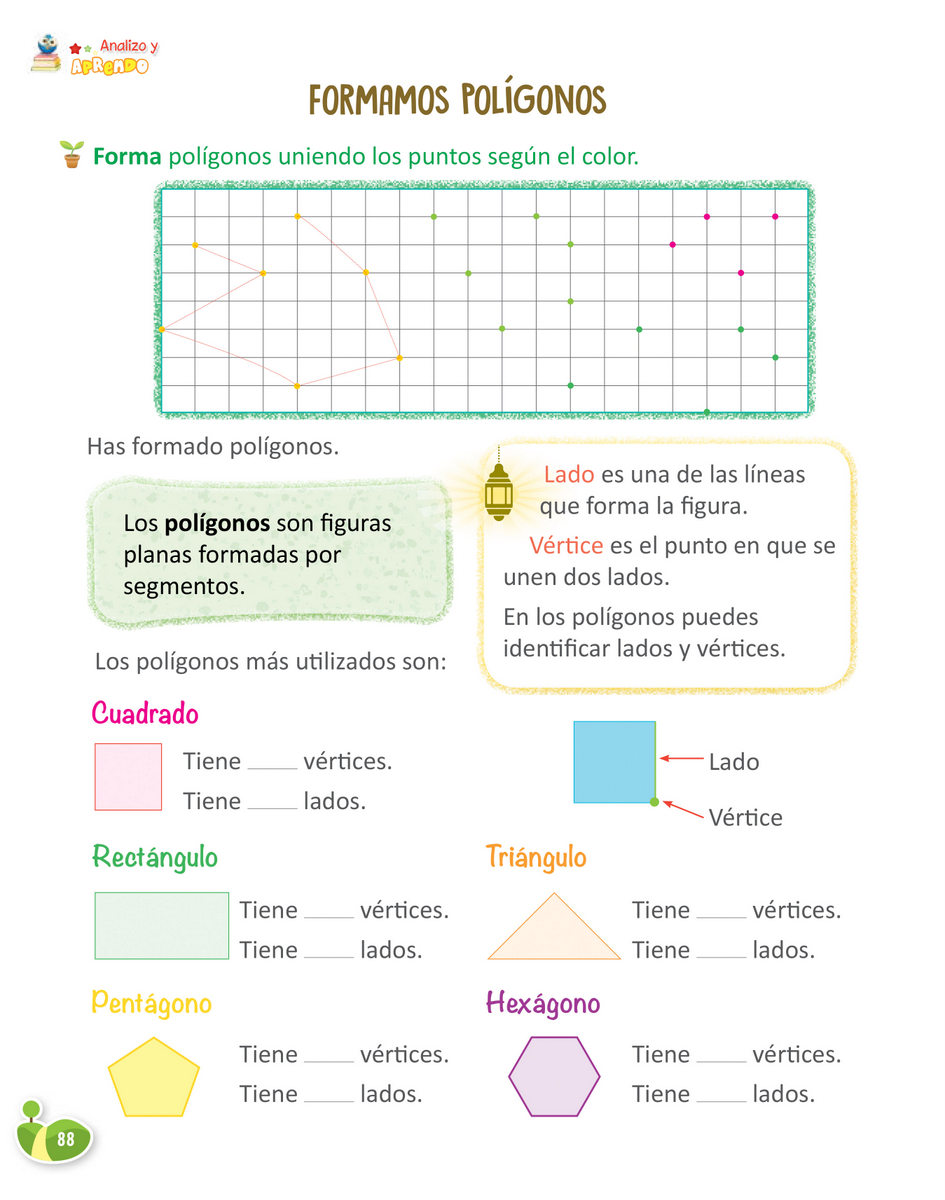 Analizo y
APRENDO
FORMAMOS POLÍGONOS
Forma polígonos uniendo los puntos según el color.
Has formado polígonos.
Los polígonos son figuras
planas formadas por
segmentos.
Lado es una de las líneas
que forma la figura.
Vértice es el punto en que se
unen dos lados.
En los polígonos puedes
identificar lados y vértices.
Los polígonos más utilizados son:
Cuadrado
Tiene ____ vértices.
Tiene ____ lados.
Lado
Vértice
Rectángulo
Tiene ____ vértices.
Tiene ____ lados.
Triángulo
Tiene ____ vértices.
Tiene ____ lados.
Pentágono
Tiene ____ vértices.
Tiene ____ lados.
Hexágono
Tiene ____ vértices.
Tiene ____ lados.
88